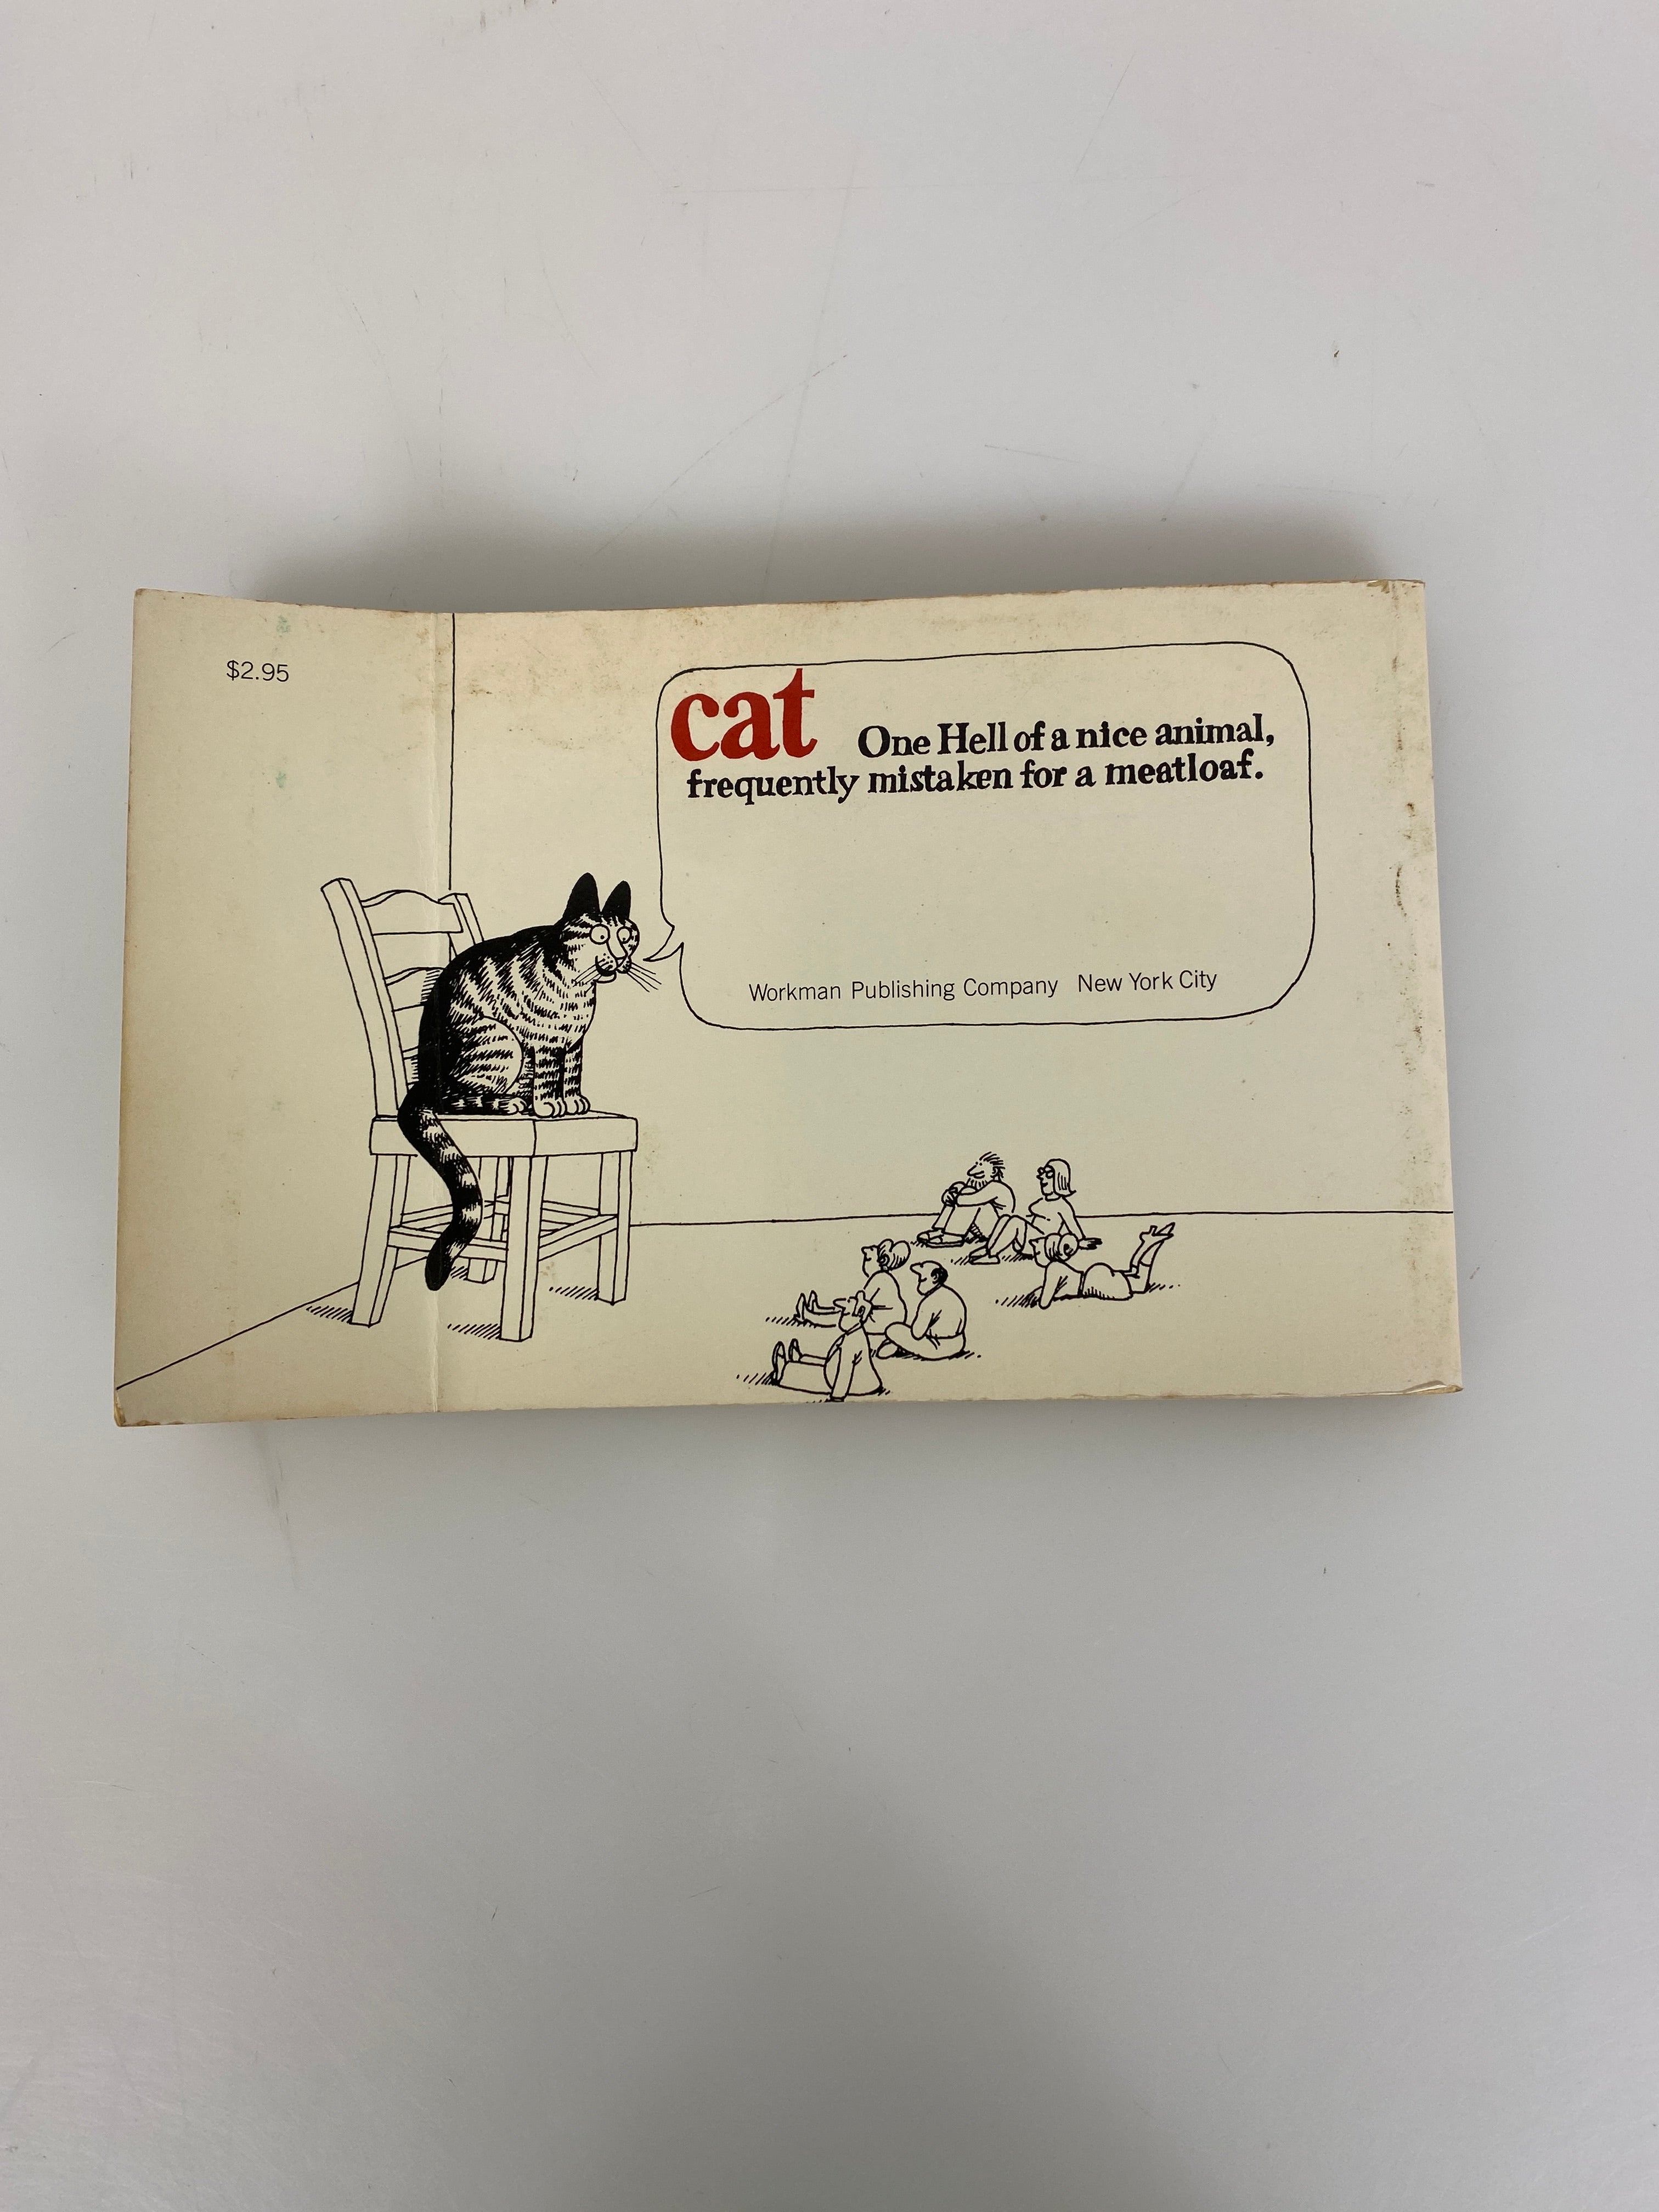 $2.95
cat One Hell of a nice animal,
frequently mistaken for a meatloaf.
Workman Publishing Company New York City